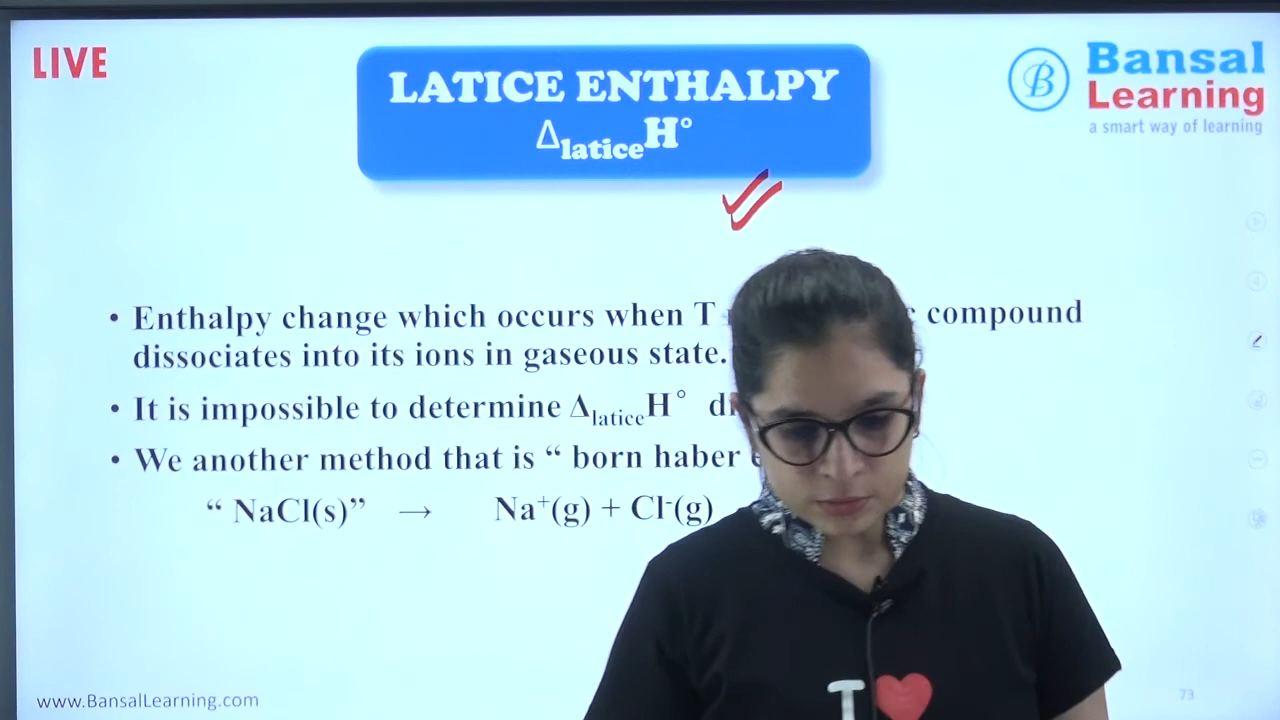 LIVE
LATICE ENTHALPY
ΔlaticeH°
B
Bansal
Learning
a smart way of learning
• Enthalpy change which occurs when T compound
dissociates into its ions in gaseous state.
• It is impossible to determine ΔlaticeH°
• We another method that is “ born haber
“ NaCl(s)” → Na⁺(g) + Cl⁻(g)
I
www.BansalLearning.com
73